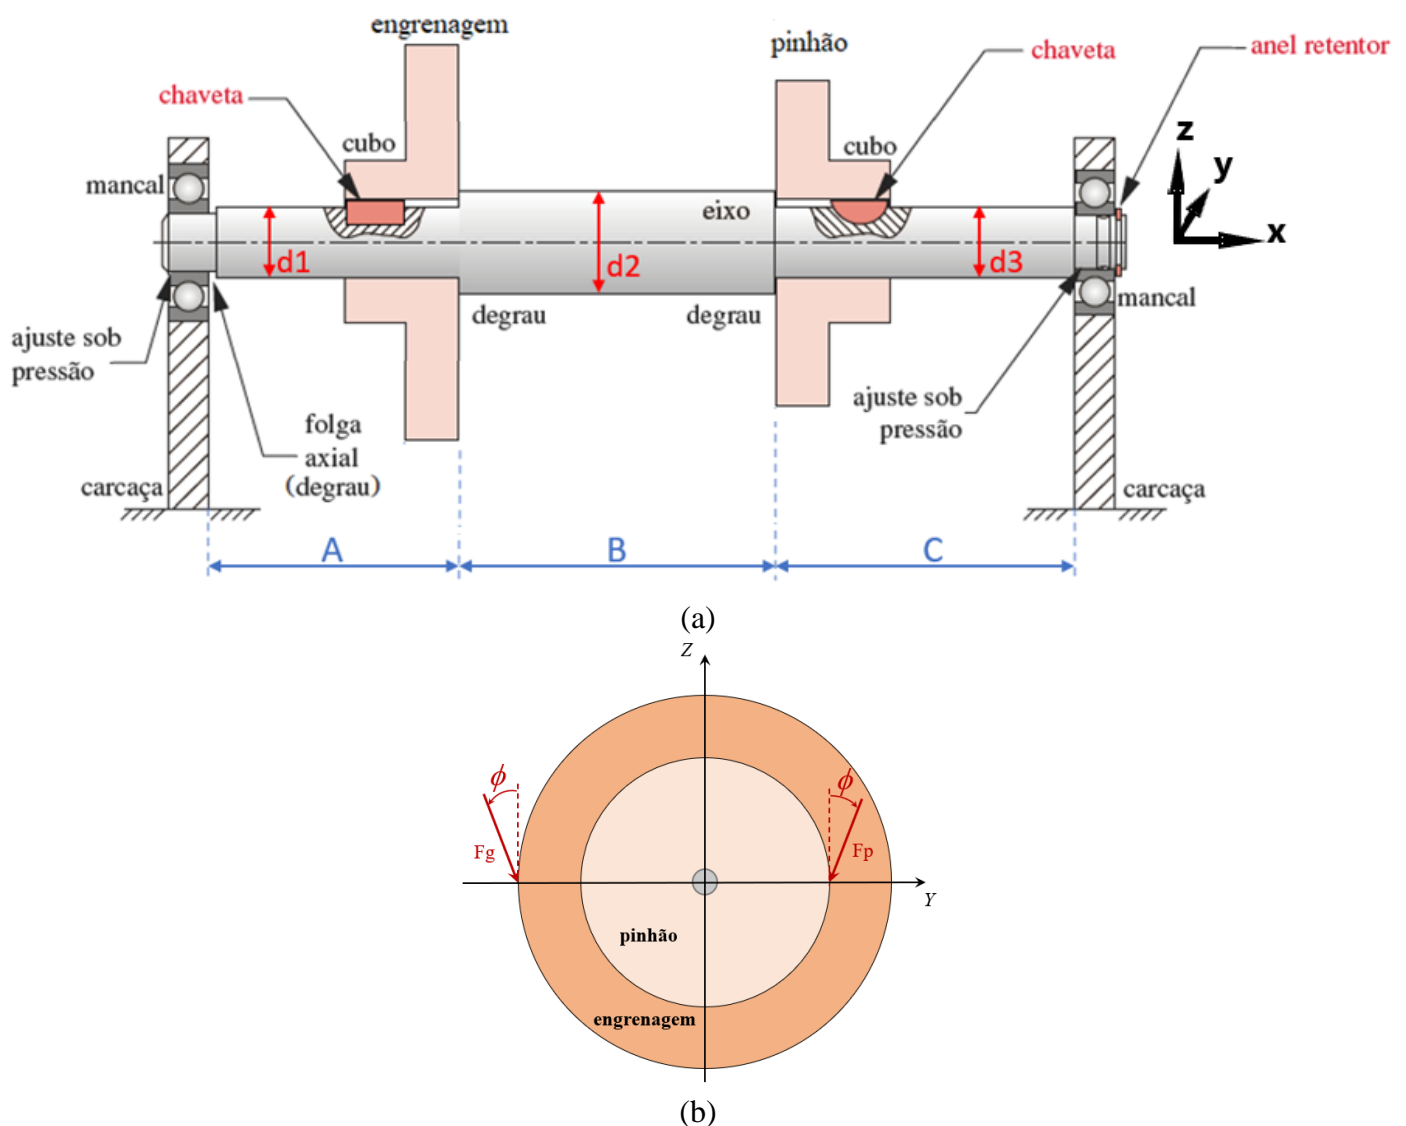 engrenagem
pinhão
chaveta
anel retentor
chaveta
z
cubo
cubo
y
mancal
eixo
x
d1
d2
d3
mancal
degrau
degrau
ajuste sob
pressão
ajuste sob
pressão
folga
axial
(degrau)
carcaça
carcaça
A
B
C
(a)
Z
ϕ
ϕ
Fg
Fp
Y
pinhão
engrenagem
(b)